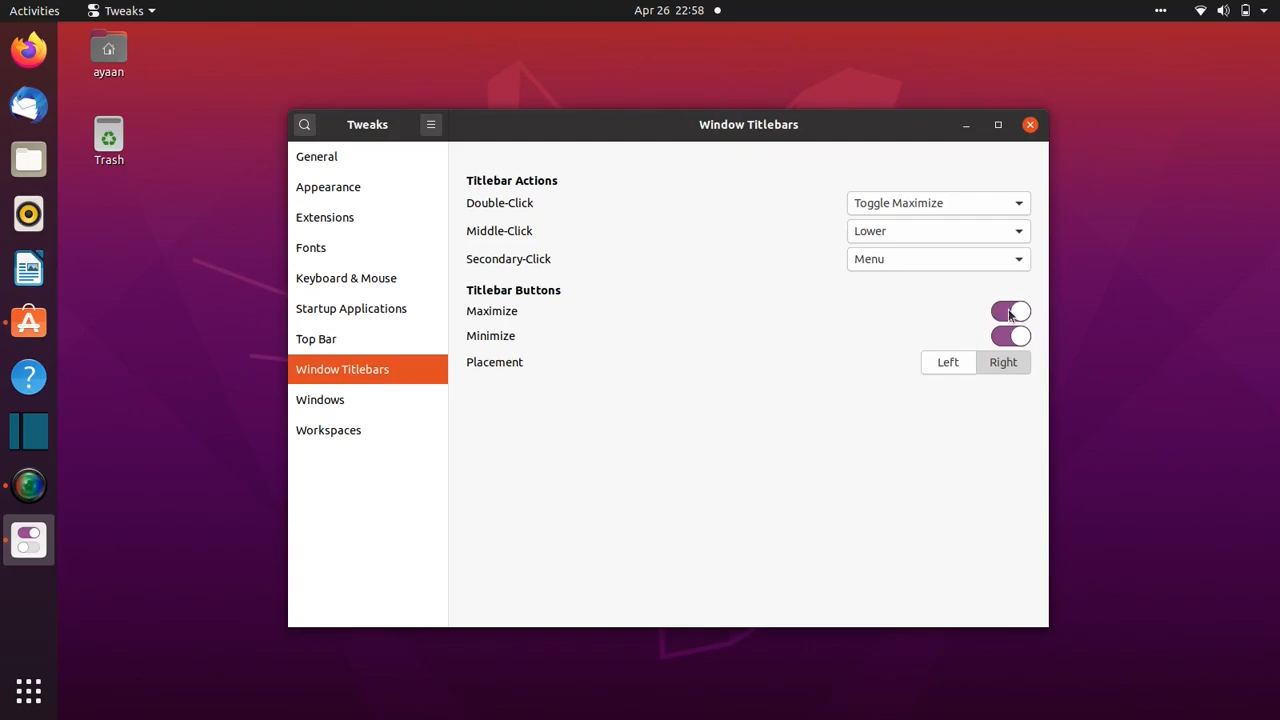 Activities
Tweaks
Apr 26 22:58
ayaan
Trash
Tweaks
Window Titlebars
General
Appearance
Extensions
Fonts
Keyboard & Mouse
Startup Applications
Top Bar
Window Titlebars
Windows
Workspaces
Titlebar Actions
Double-Click
Toggle Maximize
Middle-Click
Lower
Secondary-Click
Menu
Titlebar Buttons
Maximize
Minimize
Placement
Left
Right